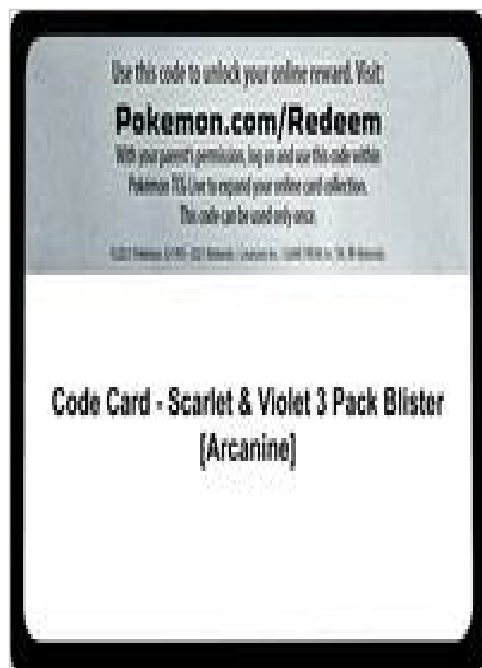 Use this code to unlock your online reward. Visit:
Pokemon.com/Redeem
With your parent's permission, log on and use this code within
Pokémon TCG Live to expand your online card collection.
This code can be used only once.
Code Card - Scarlet & Violet 3 Pack Blister
[Arcanine]